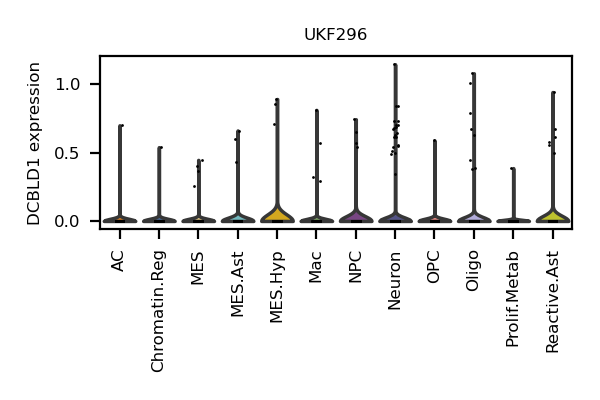 UKF296
DCBLD1 expression
1.0
0.5
0.0
AC
Chromatin.Reg
MES
MES.Ast
MES.Hyp
Mac
NPC
Neuron
OPC
Oligo
Prolif.Metab
Reactive.Ast